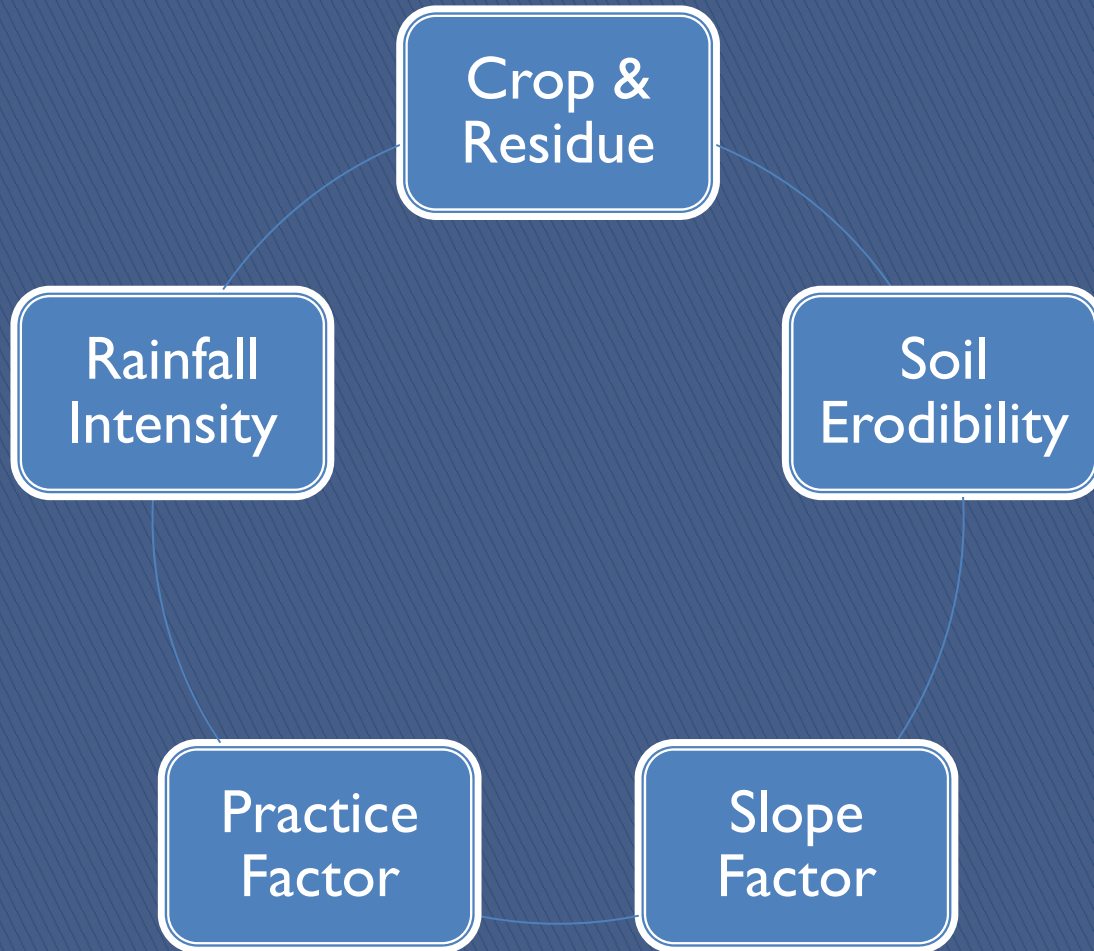 Crop &
Residue
Soil
Erodibility
Slope
Factor
Practice
Factor
Rainfall
Intensity